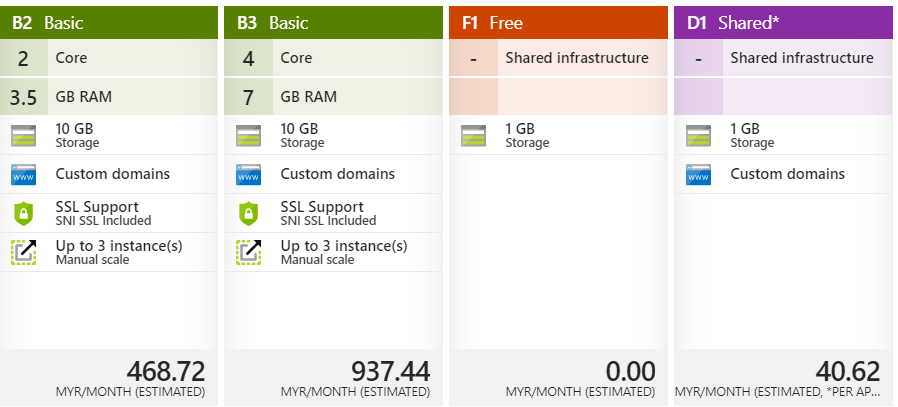 B2 Basic
2 Core
3.5 GB RAM
10 GB
Storage
www
Custom domains
SSL Support
SNI SSL Included
Up to 3 instance(s)
Manual scale
468.72
MYR/MONTH (ESTIMATED)
B3 Basic
4 Core
7 GB RAM
10 GB
Storage
www
Custom domains
SSL Support
SNI SSL Included
Up to 3 instance(s)
Manual scale
937.44
MYR/MONTH (ESTIMATED)
F1 Free
- Shared infrastructure
1 GB
Storage
0.00
MYR/MONTH (ESTIMATED)
D1 Shared*
- Shared infrastructure
1 GB
Storage
www
Custom domains
40.62
MYR/MONTH (ESTIMATED, *PER AP...